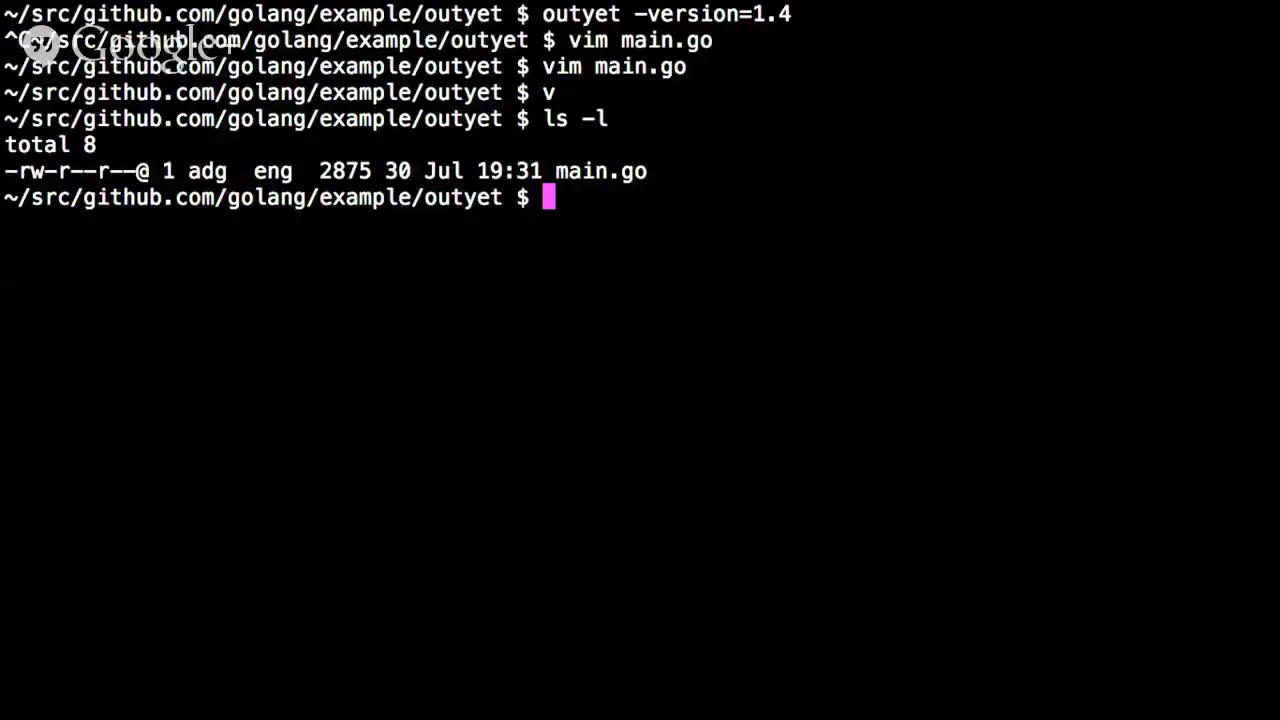 ~/src/github.com/golang/example/outyet $ outyet -version=1.4
^C~/src/github.com/golang/example/outyet $ vim main.go
Google+
~/src/github.com/golang/example/outyet $ vim main.go
~/src/github.com/golang/example/outyet $ v
~/src/github.com/golang/example/outyet $ ls -l
total 8
-rw-r--r--@ 1 adg  eng  2875 30 Jul 19:31 main.go
~/src/github.com/golang/example/outyet $